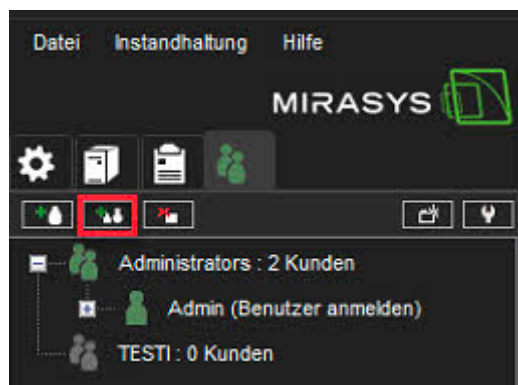 Datei Instandhaltung Hilfe
MIRASYS
Administrators : 2 Kunden
Admin (Benutzer anmelden)
TESTI : 0 Kunden